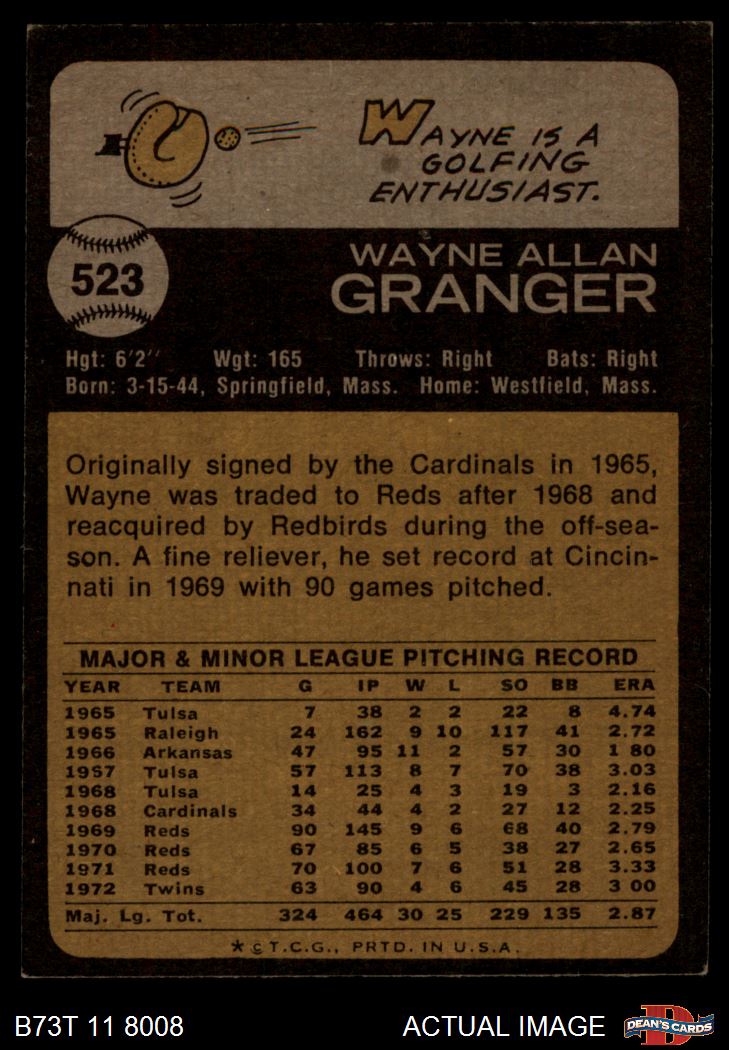 WAYNE IS A
GOLFING
ENTHUSIAST.
523
WAYNE ALLAN
GRANGER
Hgt: 6'2" Wgt: 165 Throws: Right Bats: Right
Born: 3-15-44, Springfield, Mass. Home: Westfield, Mass.
Originally signed by the Cardinals in 1965,
Wayne was traded to Reds after 1968 and
reacquired by Redbirds during the off-sea-
son. A fine reliever, he set record at Cincin-
nati in 1969 with 90 games pitched.
MAJOR & MINOR LEAGUE PITCHING RECORD
YEAR TEAM G IP W L SO BB ERA
1965 Tulsa 7 38 2 2 22 8 4.74
1965 Raleigh 24 162 9 10 117 41 2.72
1966 Arkansas 47 95 11 2 57 30 1 80
1957 Tulsa 57 113 8 7 70 38 3.03
1968 Tulsa 14 25 4 3 19 3 2.16
1968 Cardinals 34 44 4 2 27 12 2.25
1969 Reds 90 145 9 6 68 40 2.79
1970 Reds 67 85 6 5 38 27 2.65
1971 Reds 70 100 7 6 51 28 3.33
1972 Twins 63 90 4 6 45 28 3 00
Maj. Lg. Tot. 324 464 30 25 229 135 2.87
★ © T.C.G., PRTD. IN U.S.A.
B73T 11 8008 ACTUAL IMAGE
D
DEAN'S CARDS